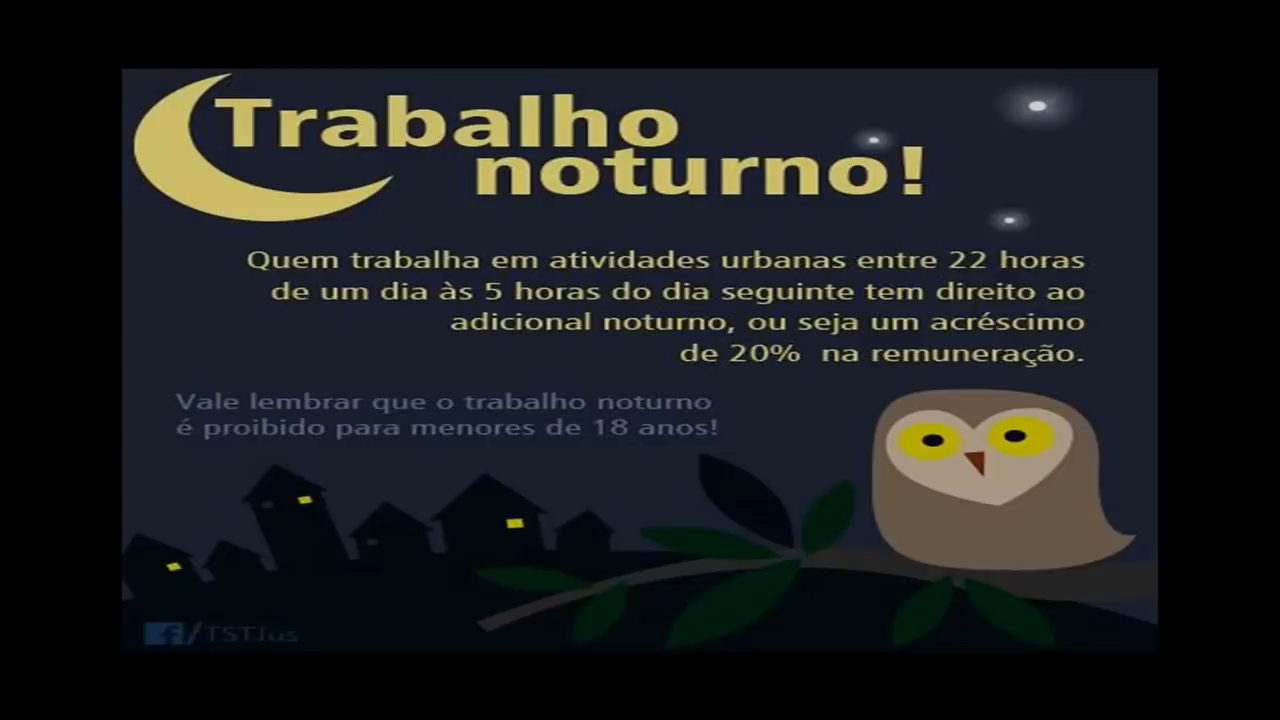 Trabalho
noturno!
Quem trabalha em atividades urbanas entre 22 horas
de um dia às 5 horas do dia seguinte tem direito ao
adicional noturno, ou seja um acréscimo
de 20% na remuneração.
Vale lembrar que o trabalho noturno
é proibido para menores de 18 anos!
f/TSTJus